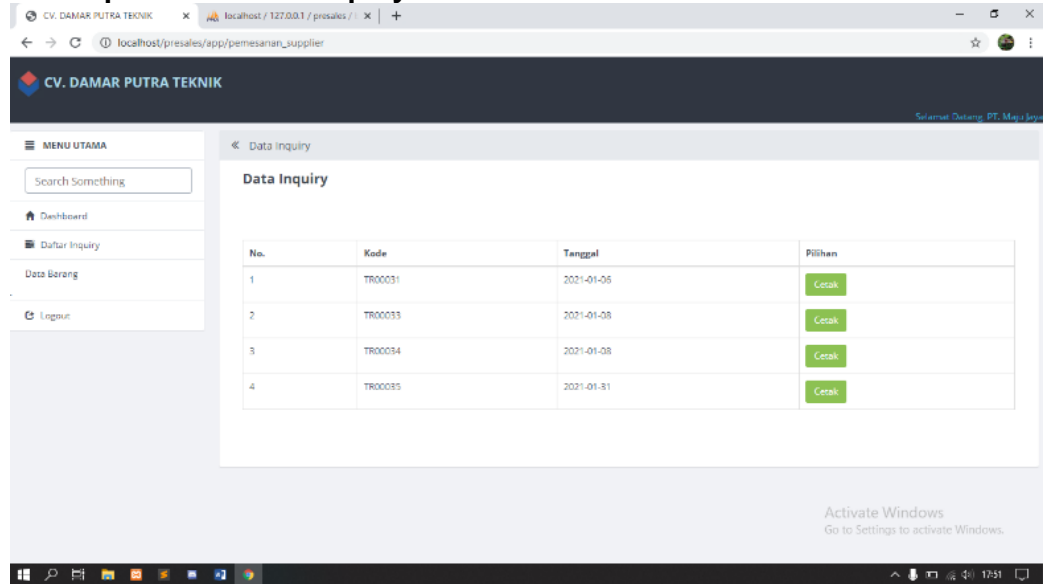 CV. DAMAR PUTRA TEKNIK
localhost / 127.0.0.1 / presales /
localhost/presales/app/pemesanan_supplier
CV. DAMAR PUTRA TEKNIK
Selamat Datang, PT. Maju Jaya
MENU UTAMA
Search Something
Dashboard
Daftar Inquiry
Data Barang
Logout
Data Inquiry
Data Inquiry
No. Kode Tanggal Pilihan
1 TR00031 2021-01-06 Cetak
2 TR00033 2021-01-08 Cetak
3 TR00034 2021-01-08 Cetak
4 TR00035 2021-01-31 Cetak
Activate Windows
Go to Settings to activate Windows.
17:51